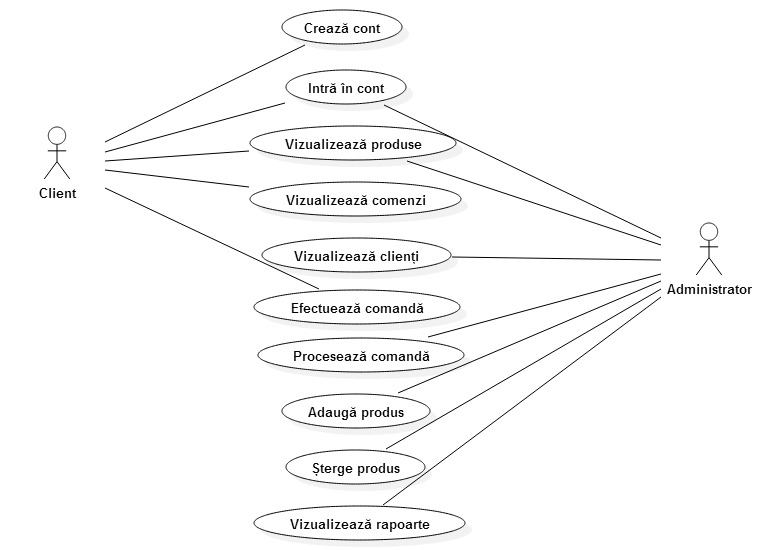 Crează cont
Intră în cont
Vizualizează produse
Client
Vizualizează comenzi
Vizualizează clienți
Administrator
Efectuează comandă
Procesează comandă
Adaugă produs
Șterge produs
Vizualizează rapoarte